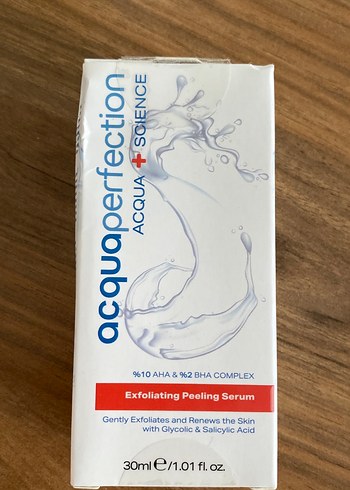 acquaperfection
ACQUA + SCIENCE
%10 AHA & %2 BHA COMPLEX
Exfoliating Peeling Serum
Gently Exfoliates and Renews the Skin
with Glycolic & Salicylic Acid
30ml ℮/1.01 fl. oz.